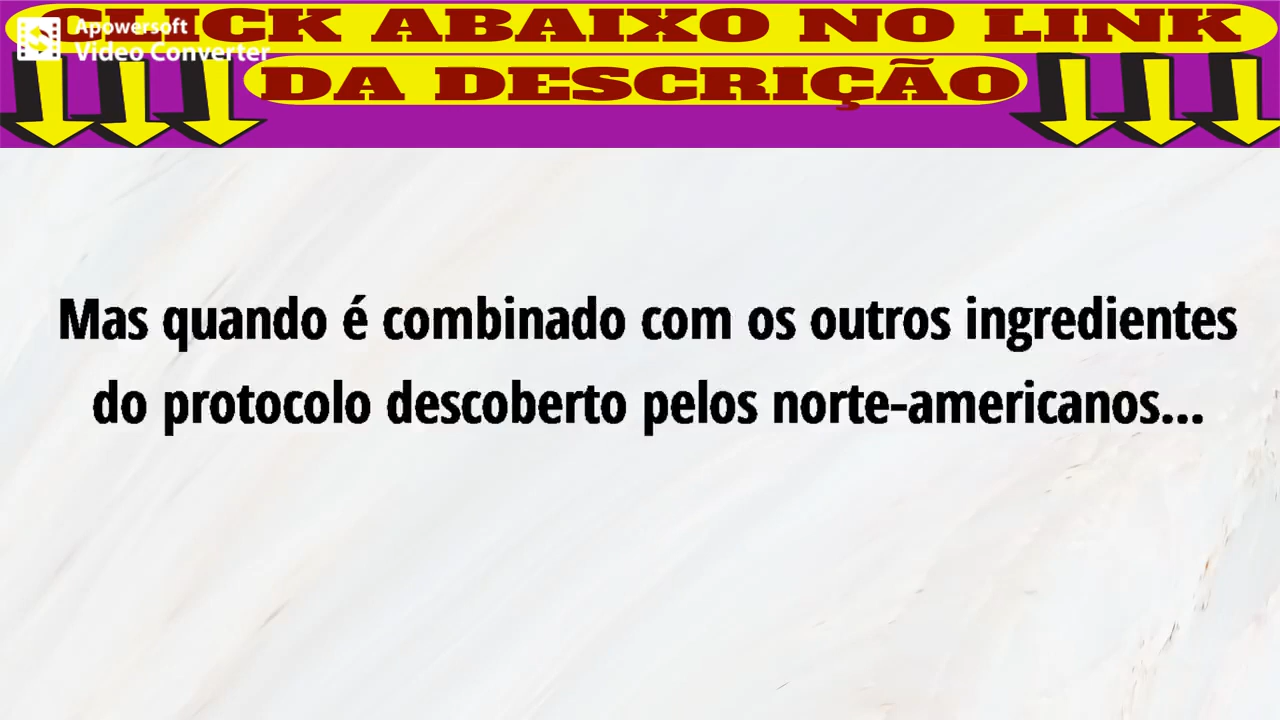 CLICK ABAIXO NO LINK
Apowersoft
Video Converter
DA DESCRIÇÃO
Mas quando é combinado com os outros ingredientes
do protocolo descoberto pelos norte-americanos...